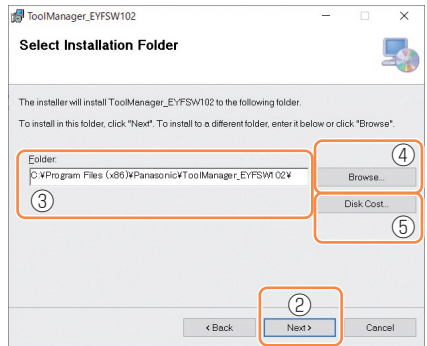 ToolManager_EYFSW102
Select Installation Folder
The installer will install ToolManager_EYFSW102 to the following folder.
To install in this folder, click "Next". To install to a different folder, enter it below or click "Browse".
Folder:
C:¥Program Files (x86)¥Panasonic¥ToolManager_EYFSW102¥
Browse...
④
③
Disk Cost...
⑤
②
< Back
Next >
Cancel